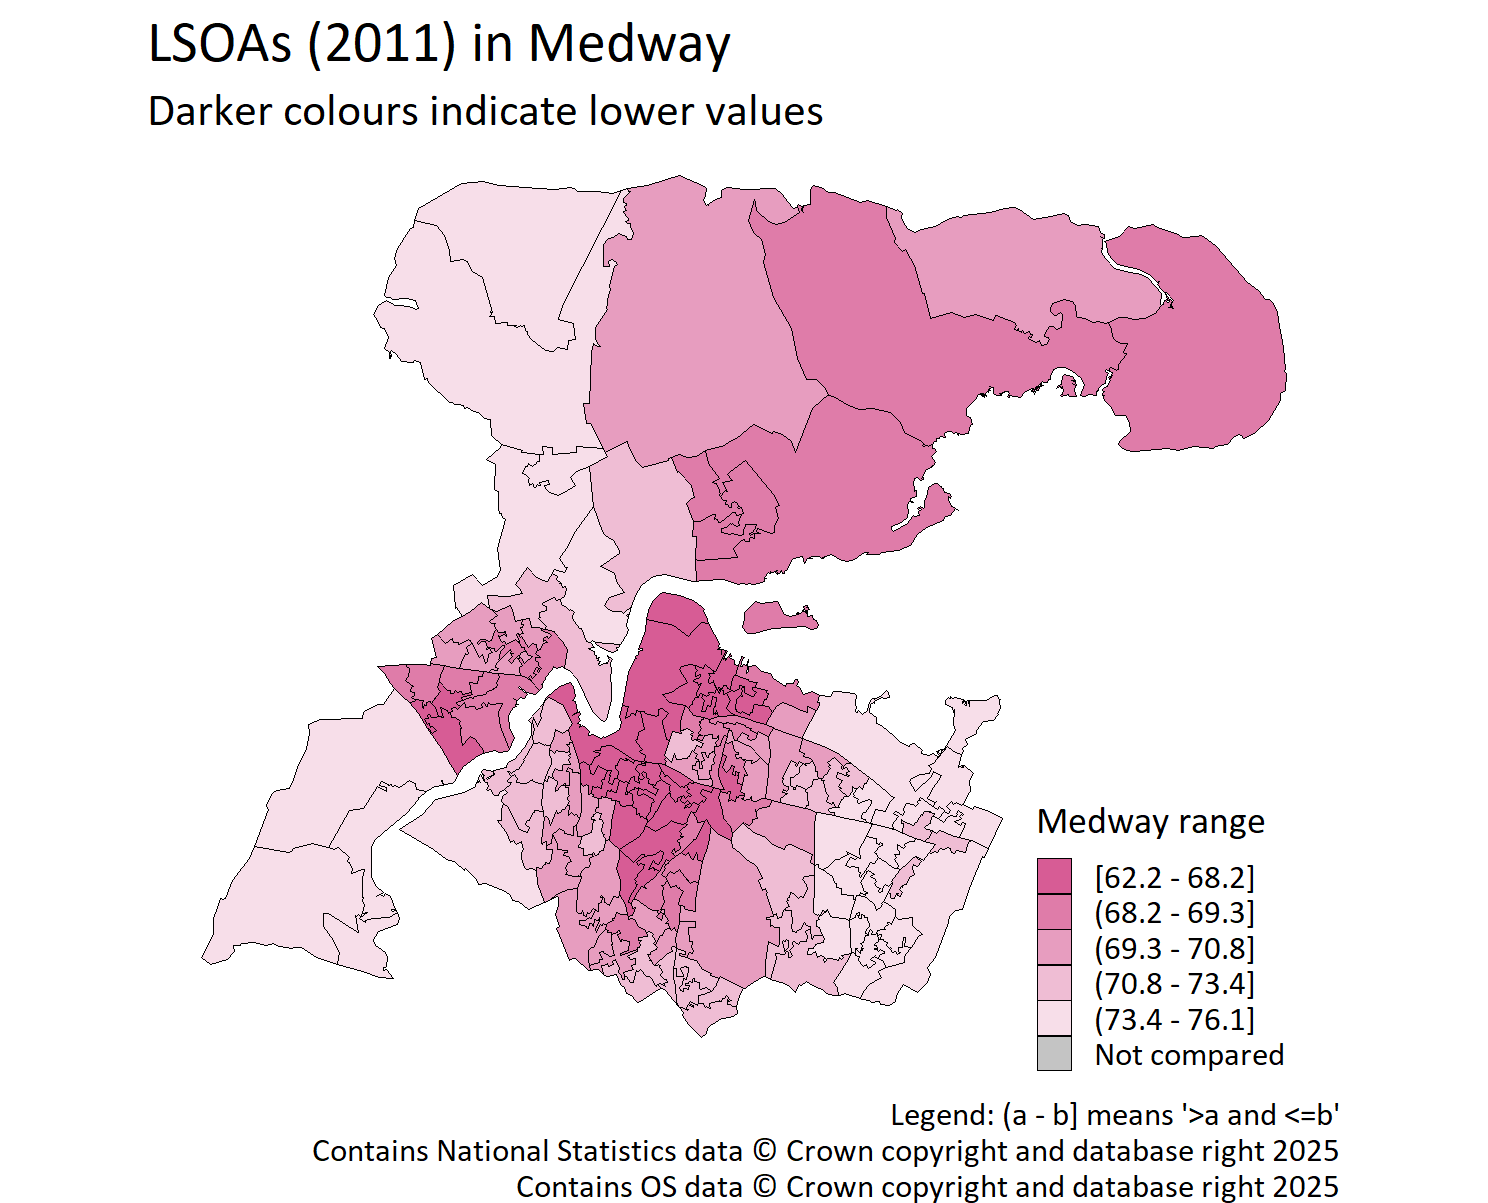 LSOAs (2011) in Medway
Darker colours indicate lower values
Medway range
[62.2 - 68.2]
(68.2 - 69.3]
(69.3 - 70.8]
(70.8 - 73.4]
(73.4 - 76.1]
Not compared
Legend: (a - b] means '>a and <=b'
Contains National Statistics data © Crown copyright and database right 2025
Contains OS data © Crown copyright and database right 2025